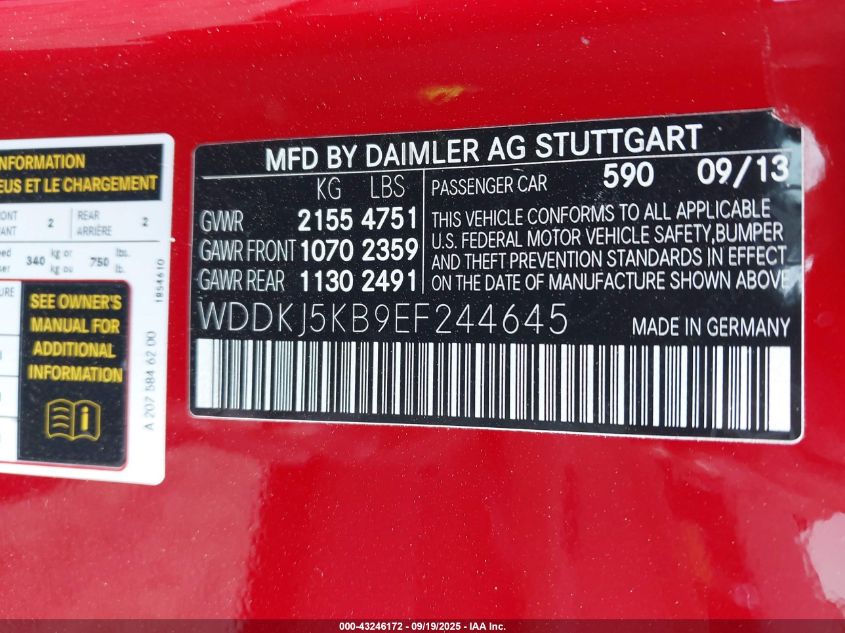 NFORMATION
EUS ET LE CHARGEMENT
2
REAR
ARRIÈRE
2
340
kg or
kg ou
750
lbs.
lb.
SEE OWNER'S
MANUAL FOR
ADDITIONAL
INFORMATION
1854610
A 207 584 62 00
MFD BY DAIMLER AG STUTTGART
KG LBS
GVWR 2155 4751
GAWR FRONT 1070 2359
GAWR REAR 1130 2491
PASSENGER CAR 590 09/13
THIS VEHICLE CONFORMS TO ALL APPLICABLE
U.S. FEDERAL MOTOR VEHICLE SAFETY,BUMPER
AND THEFT PREVENTION STANDARDS IN EFFECT
ON THE DATE OF MANUFACTURE SHOWN ABOVE
WDDKJ5KB9EF244645
MADE IN GERMANY
000-43246172 - 09/19/2025 - IAA Inc.